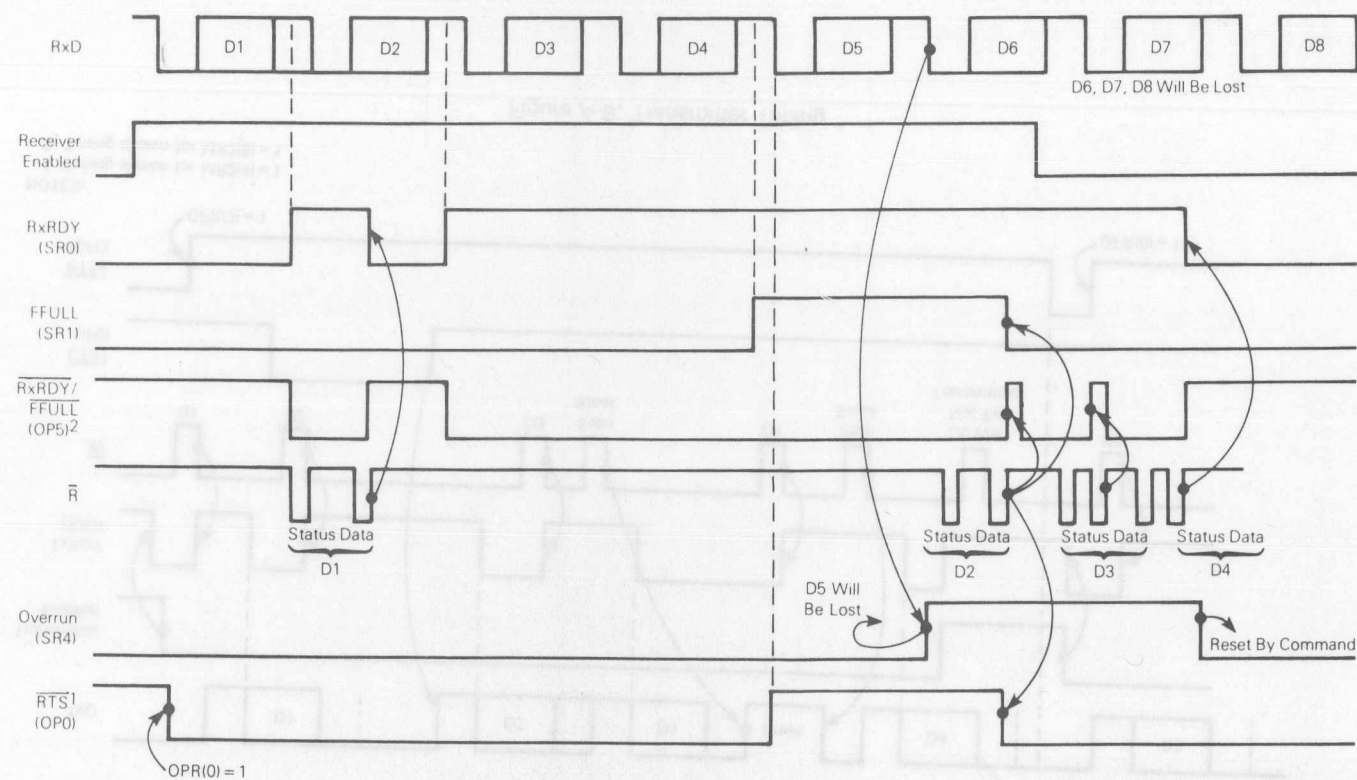 RxD
D1
D2
D3
D4
D5
D6
D7
D8
D6, D7, D8 Will Be Lost
Receiver
Enabled
RxRDY
(SR0)
FFULL
(SR1)
RxRDY/
FFULL
(OP5)2
R
Status Data
D1
Status Data
D2
Status Data
D3
Status Data
D4
D5 Will
Be Lost
Overrun
(SR4)
Reset By Command
RTS1
(OP0)
OPR(0) = 1